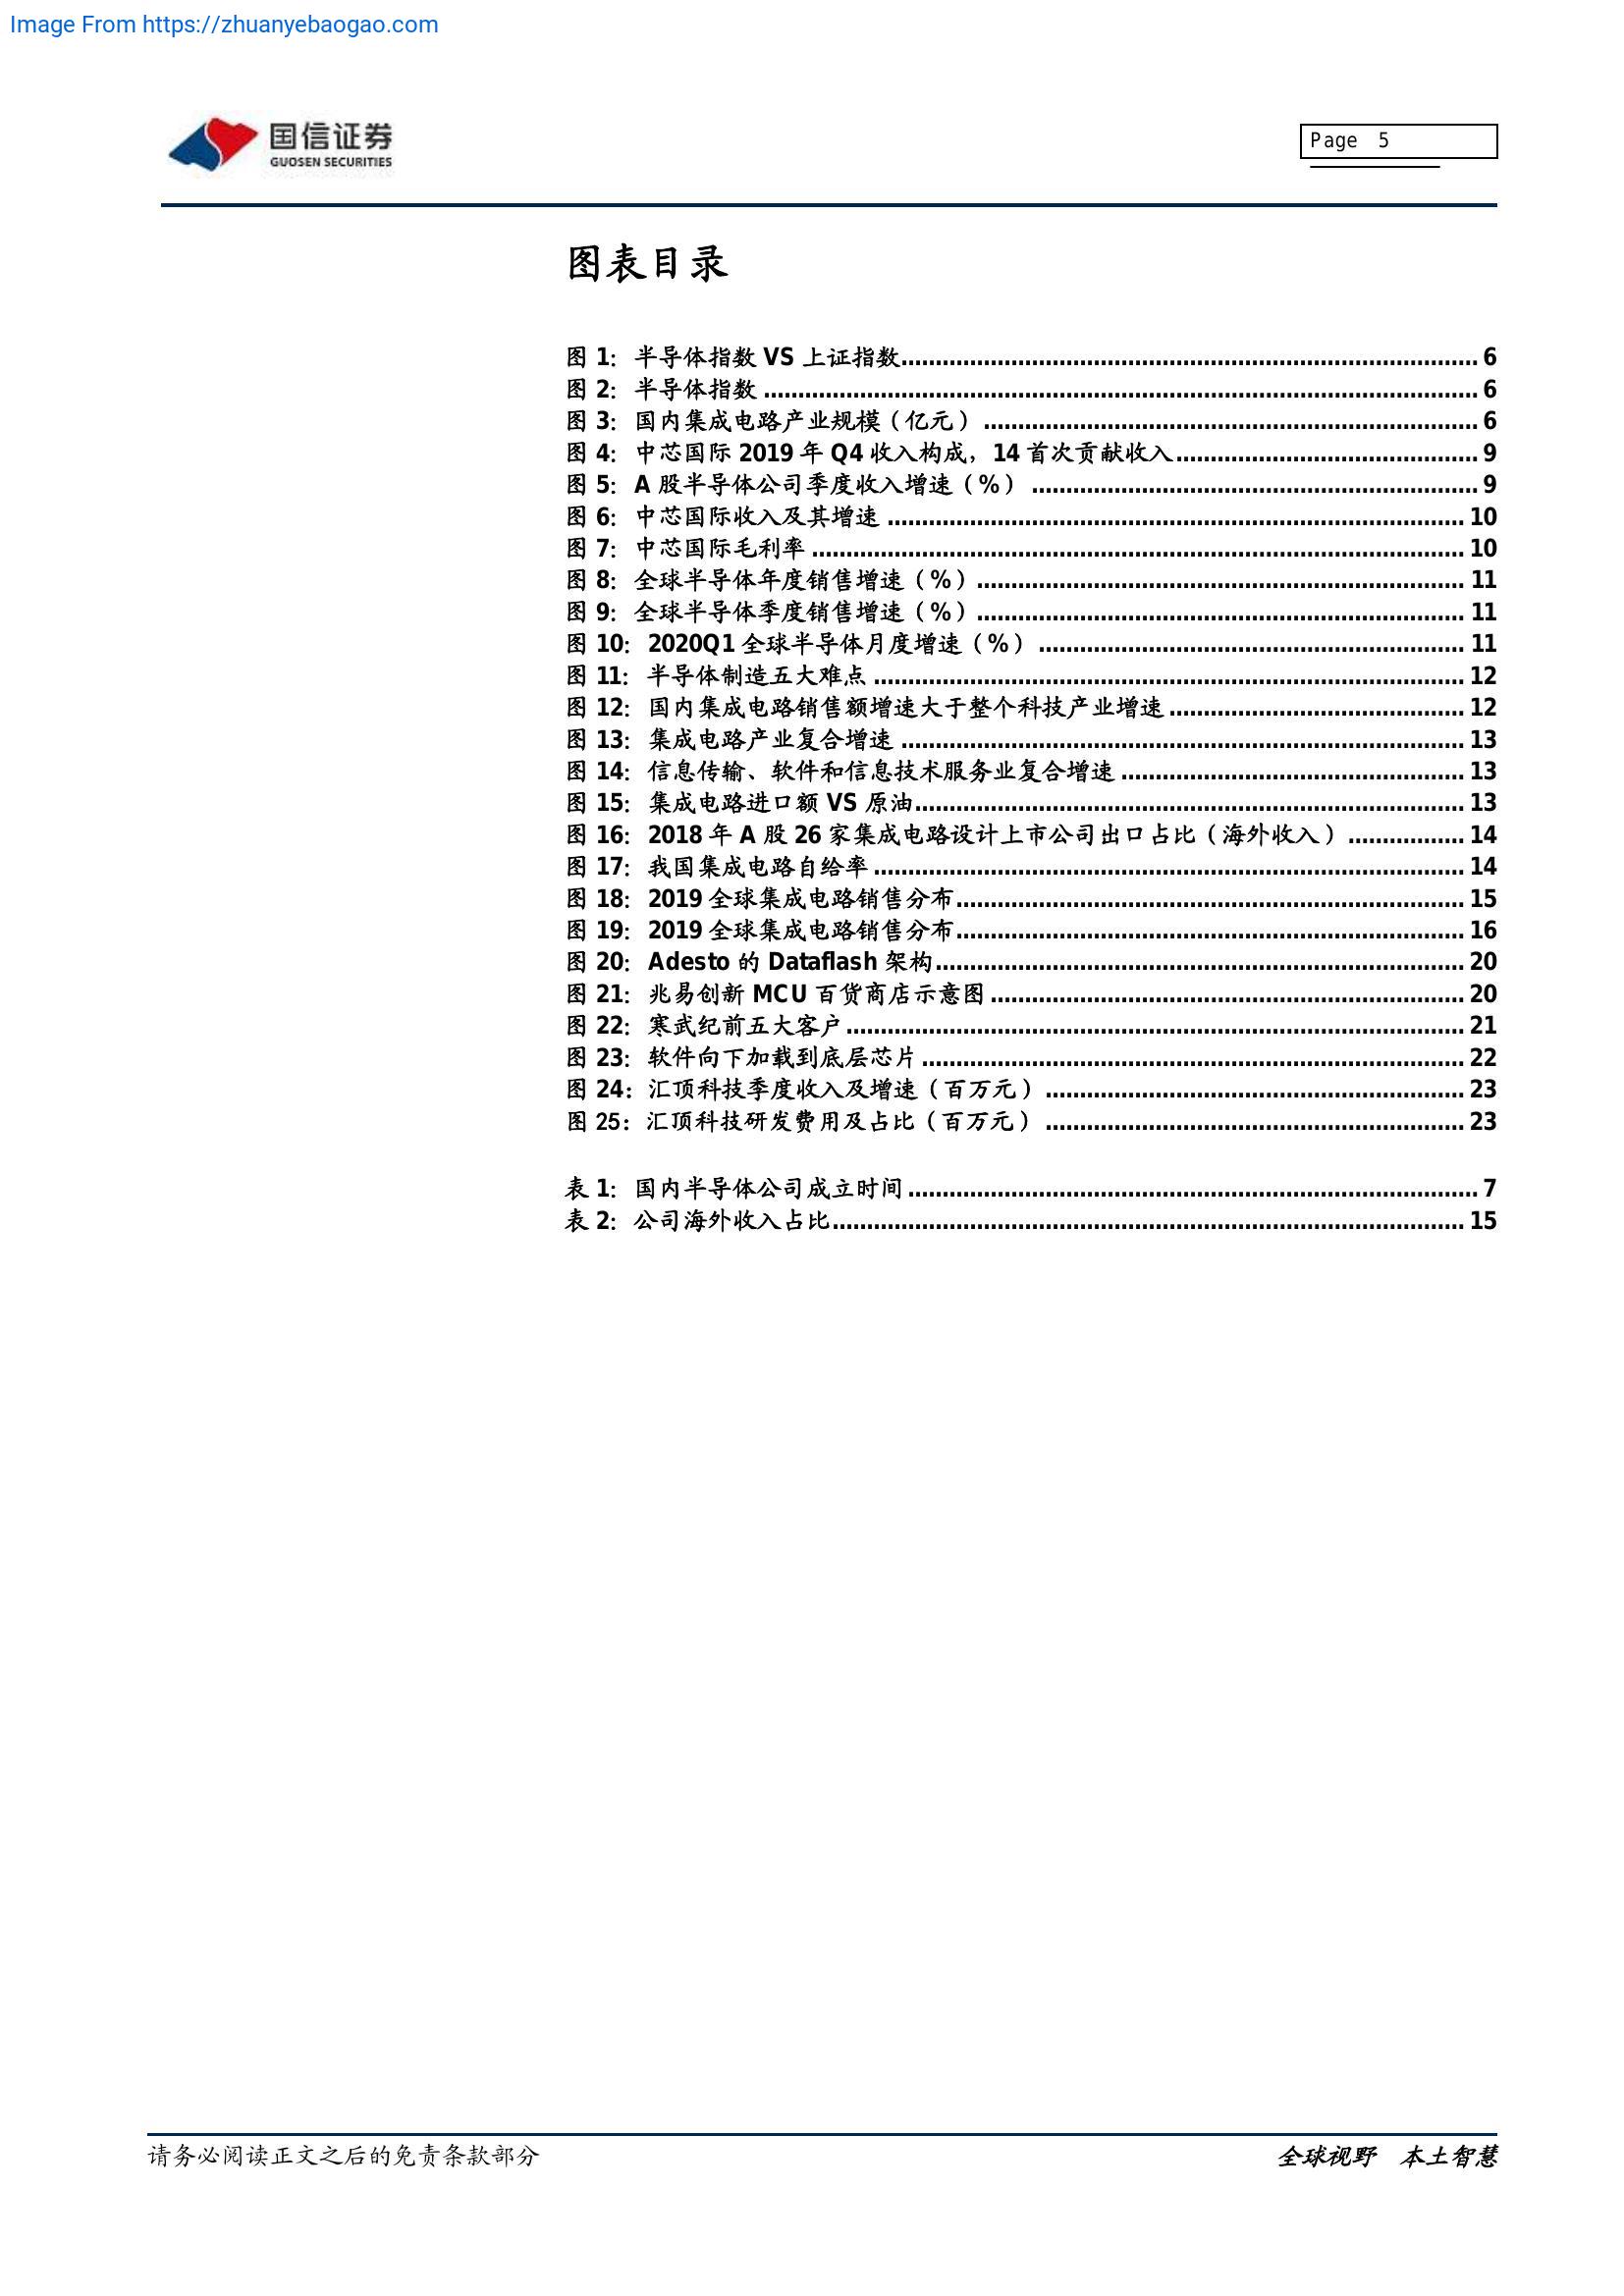 Image From https://zhuanyebaogao.com
国信证券
GUOSEN SECURITIES
Page 5
图表目录
图 1：半导体指数 VS 上证指数.......... 6
图 2：半导体指数 .......... 6
图 3：国内集成电路产业规模（亿元） .......... 6
图 4：中芯国际 2019 年 Q4 收入构成，14 首次贡献收入.......... 9
图 5：A 股半导体公司季度收入增速（%） .......... 9
图 6：中芯国际收入及其增速 .......... 10
图 7：中芯国际毛利率 .......... 10
图 8：全球半导体年度销售增速（%）.......... 11
图 9：全球半导体季度销售增速（%）.......... 11
图 10：2020Q1 全球半导体月度增速（%） .......... 11
图 11：半导体制造五大难点 .......... 12
图 12：国内集成电路销售额增速大于整个科技产业增速 .......... 12
图 13：集成电路产业复合增速 .......... 13
图 14：信息传输、软件和信息技术服务业复合增速 .......... 13
图 15：集成电路进口额 VS 原油.......... 13
图 16：2018 年 A 股 26 家集成电路设计上市公司出口占比（海外收入） .......... 14
图 17：我国集成电路自给率 .......... 14
图 18：2019 全球集成电路销售分布.......... 15
图 19：2019 全球集成电路销售分布.......... 16
图 20：Adesto 的 Dataflash 架构.......... 20
图 21：兆易创新 MCU 百货商店示意图 .......... 20
图 22：寒武纪前五大客户.......... 21
图 23：软件向下加载到底层芯片 .......... 22
图 24：汇顶科技季度收入及增速（百万元） .......... 23
图 25：汇顶科技研发费用及占比（百万元） .......... 23
表 1：国内半导体公司成立时间 .......... 7
表 2：公司海外收入占比.......... 15
请务必阅读正文之后的免责条款部分
全球视野 本土智慧